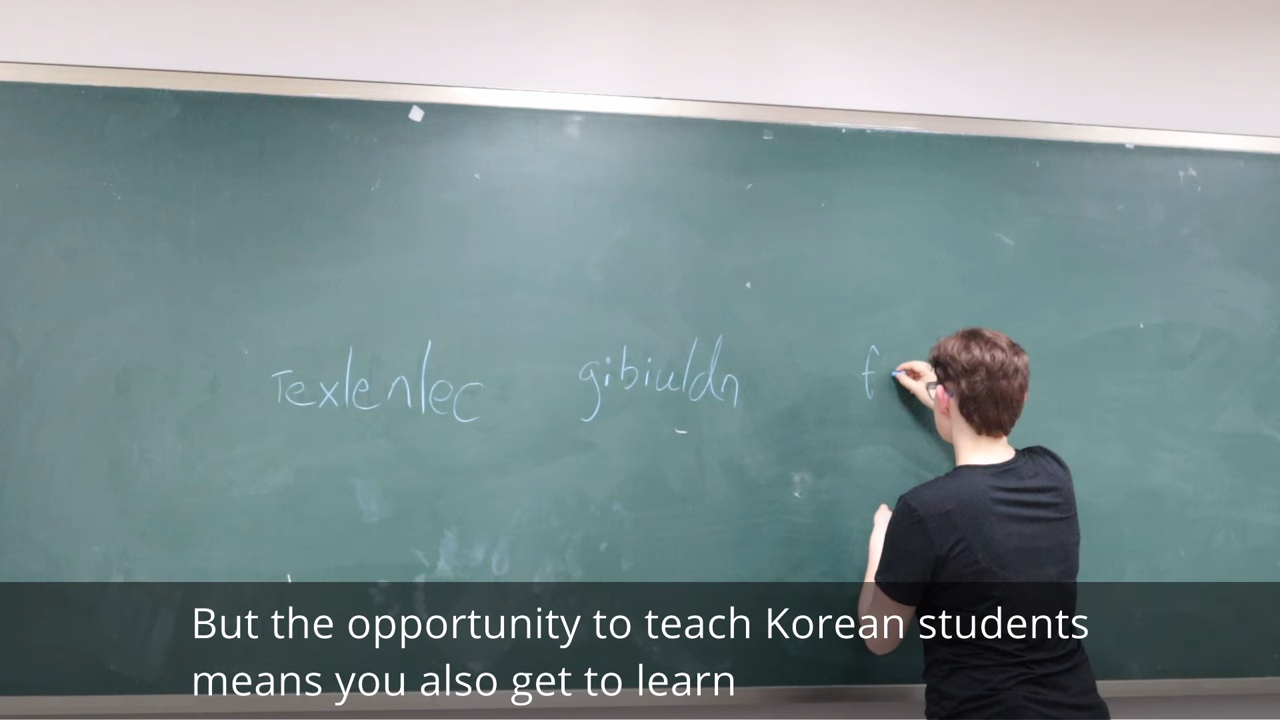 Texlenlec gibiuldn f
But the opportunity to teach Korean students
means you also get to learn